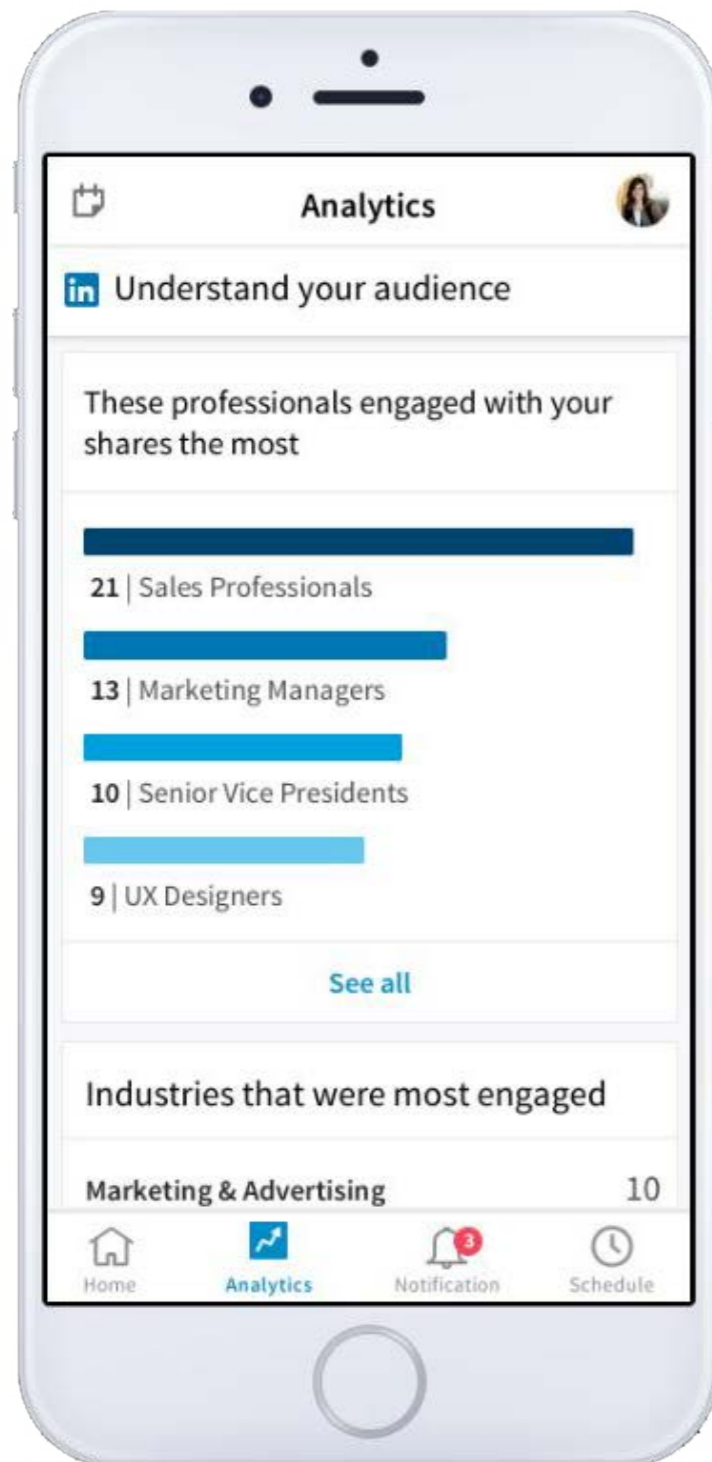 Analytics
in Understand your audience
These professionals engaged with your
shares the most
21 | Sales Professionals
13 | Marketing Managers
10 | Senior Vice Presidents
9 | UX Designers
See all
Industries that were most engaged
Marketing & Advertising 10
3
Home Analytics Notification Schedule